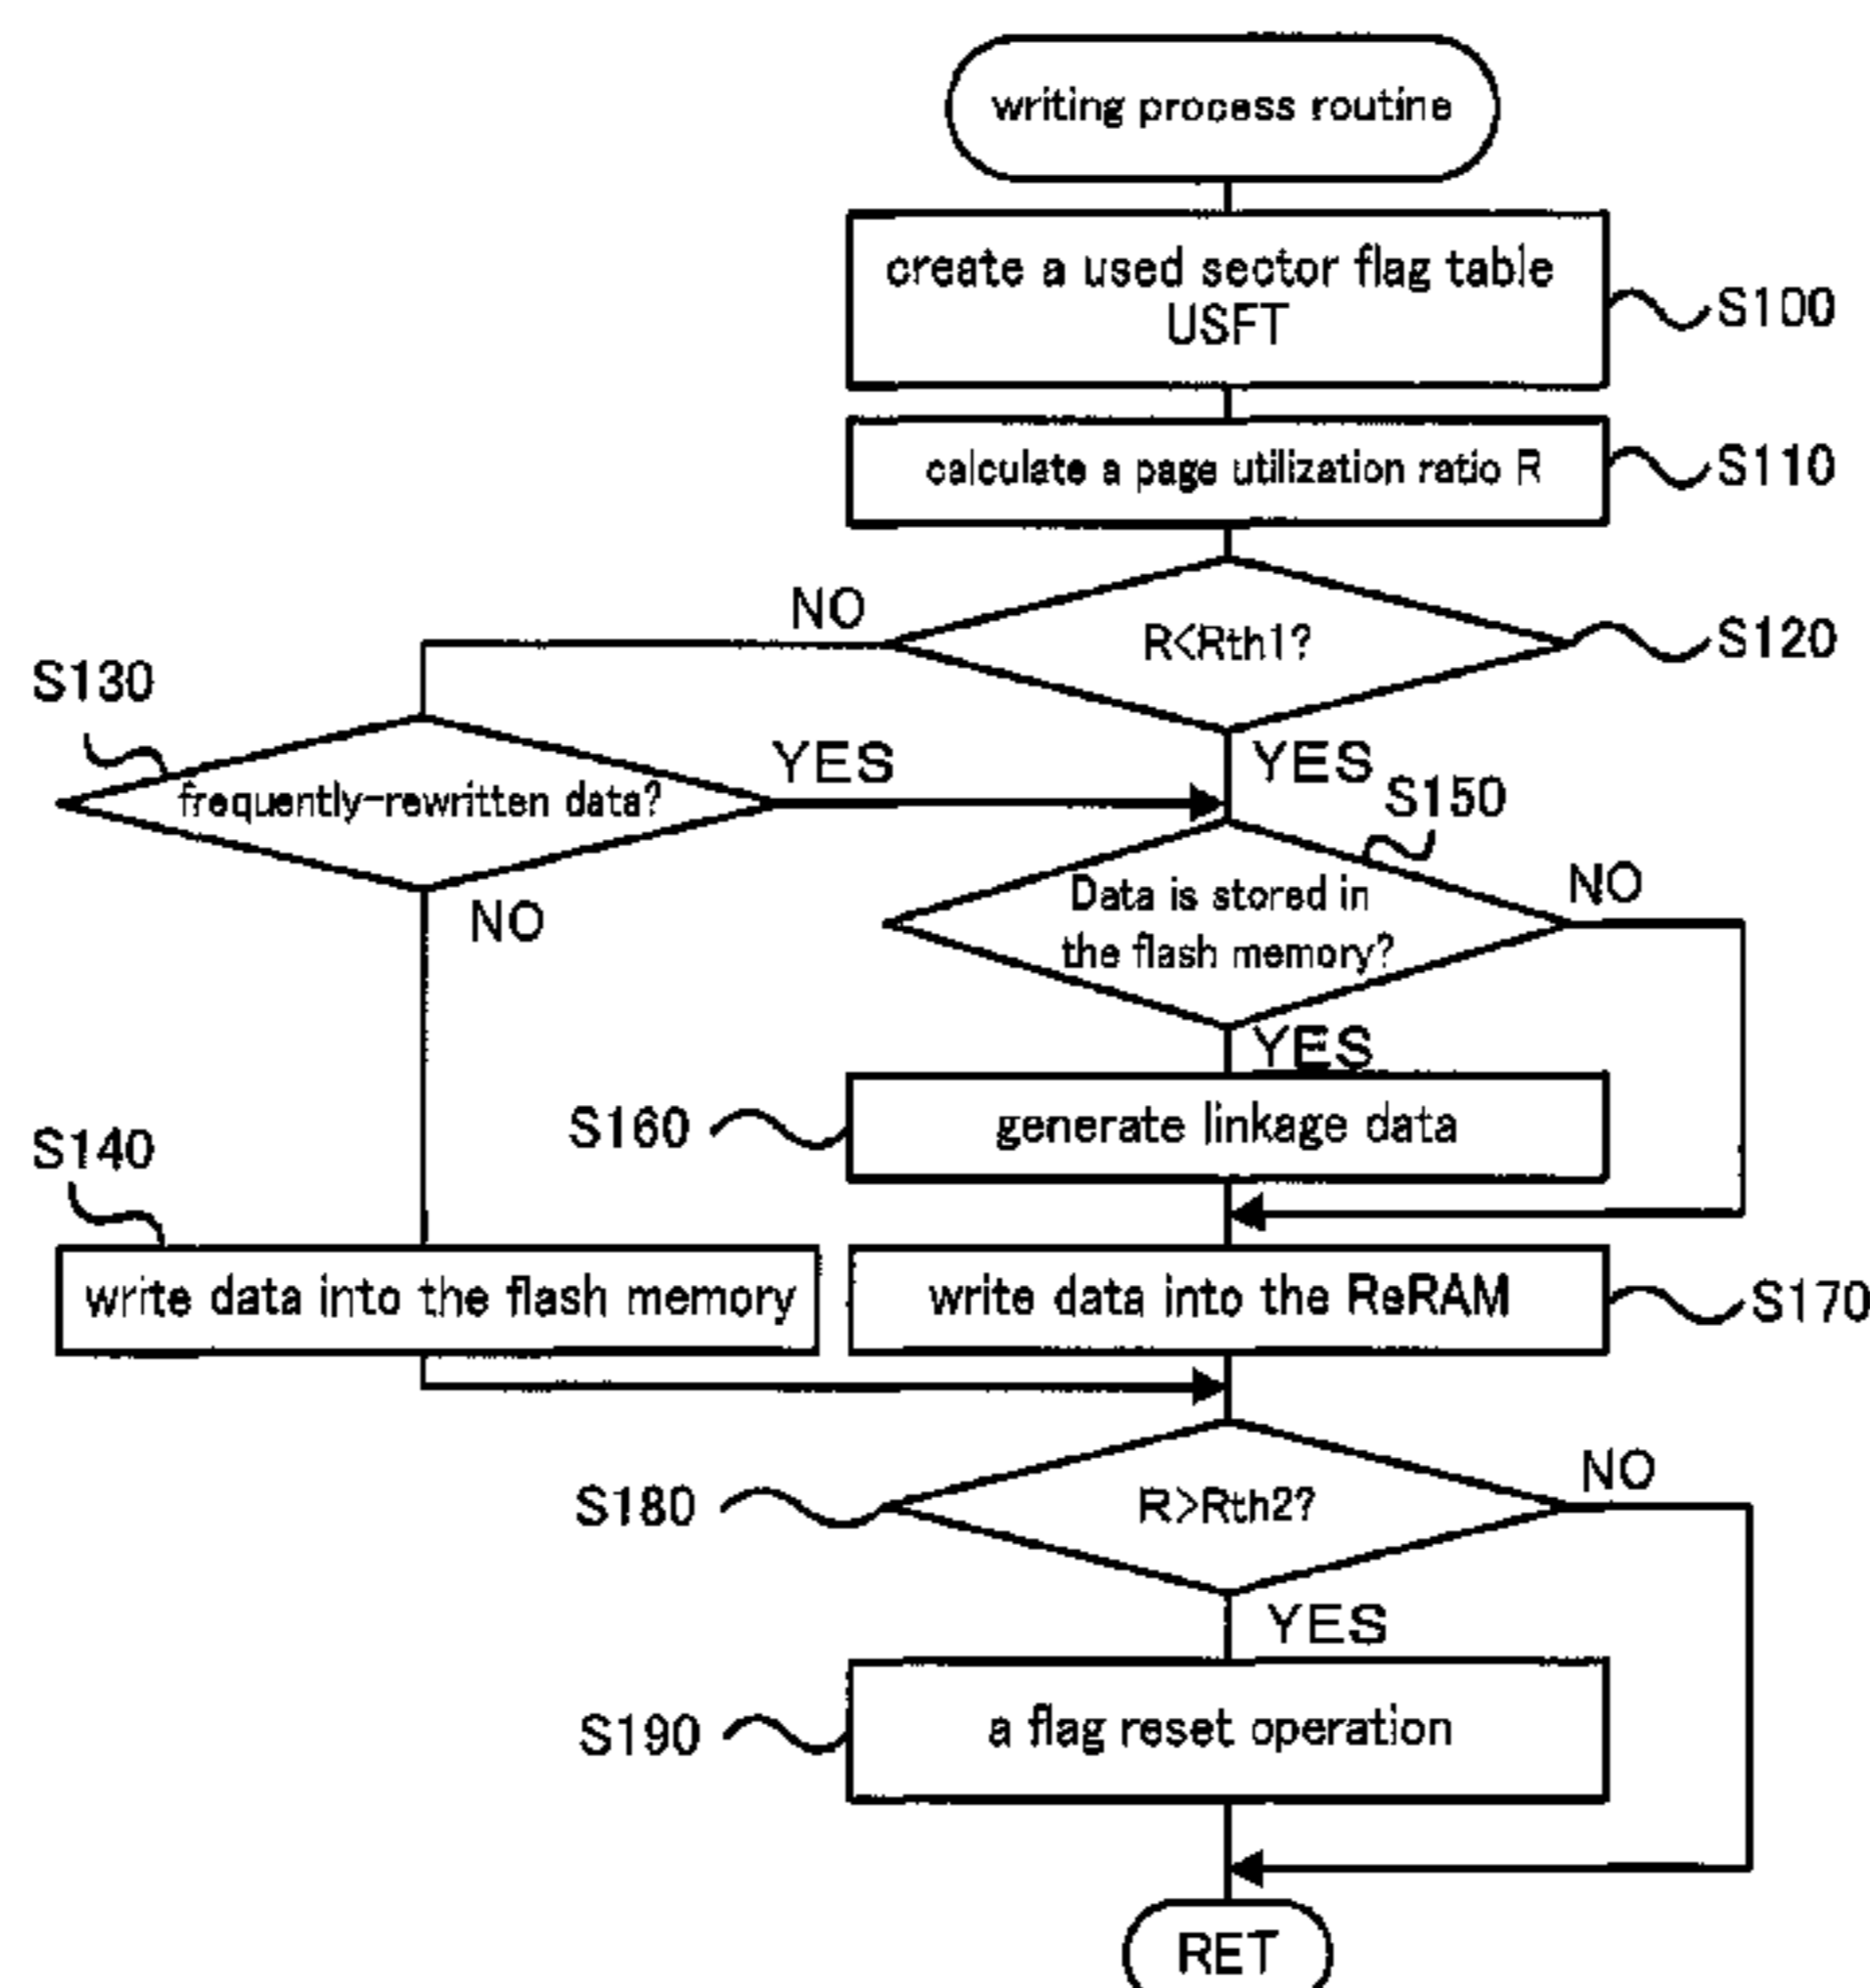 writing process routine
create a used sector flag table
USFT
S100
calculate a page utilization ratio R
S110
NO
R<Rth1?
S120
S130
YES
YES
frequently-rewritten data?
S150
NO
Data is stored in
the flash memory?
NO
YES
S160
generate linkage data
S140
write data into the flash memory
write data into the ReRAM
S170
S180
R>Rth2?
NO
YES
S190
a flag reset operation
RET